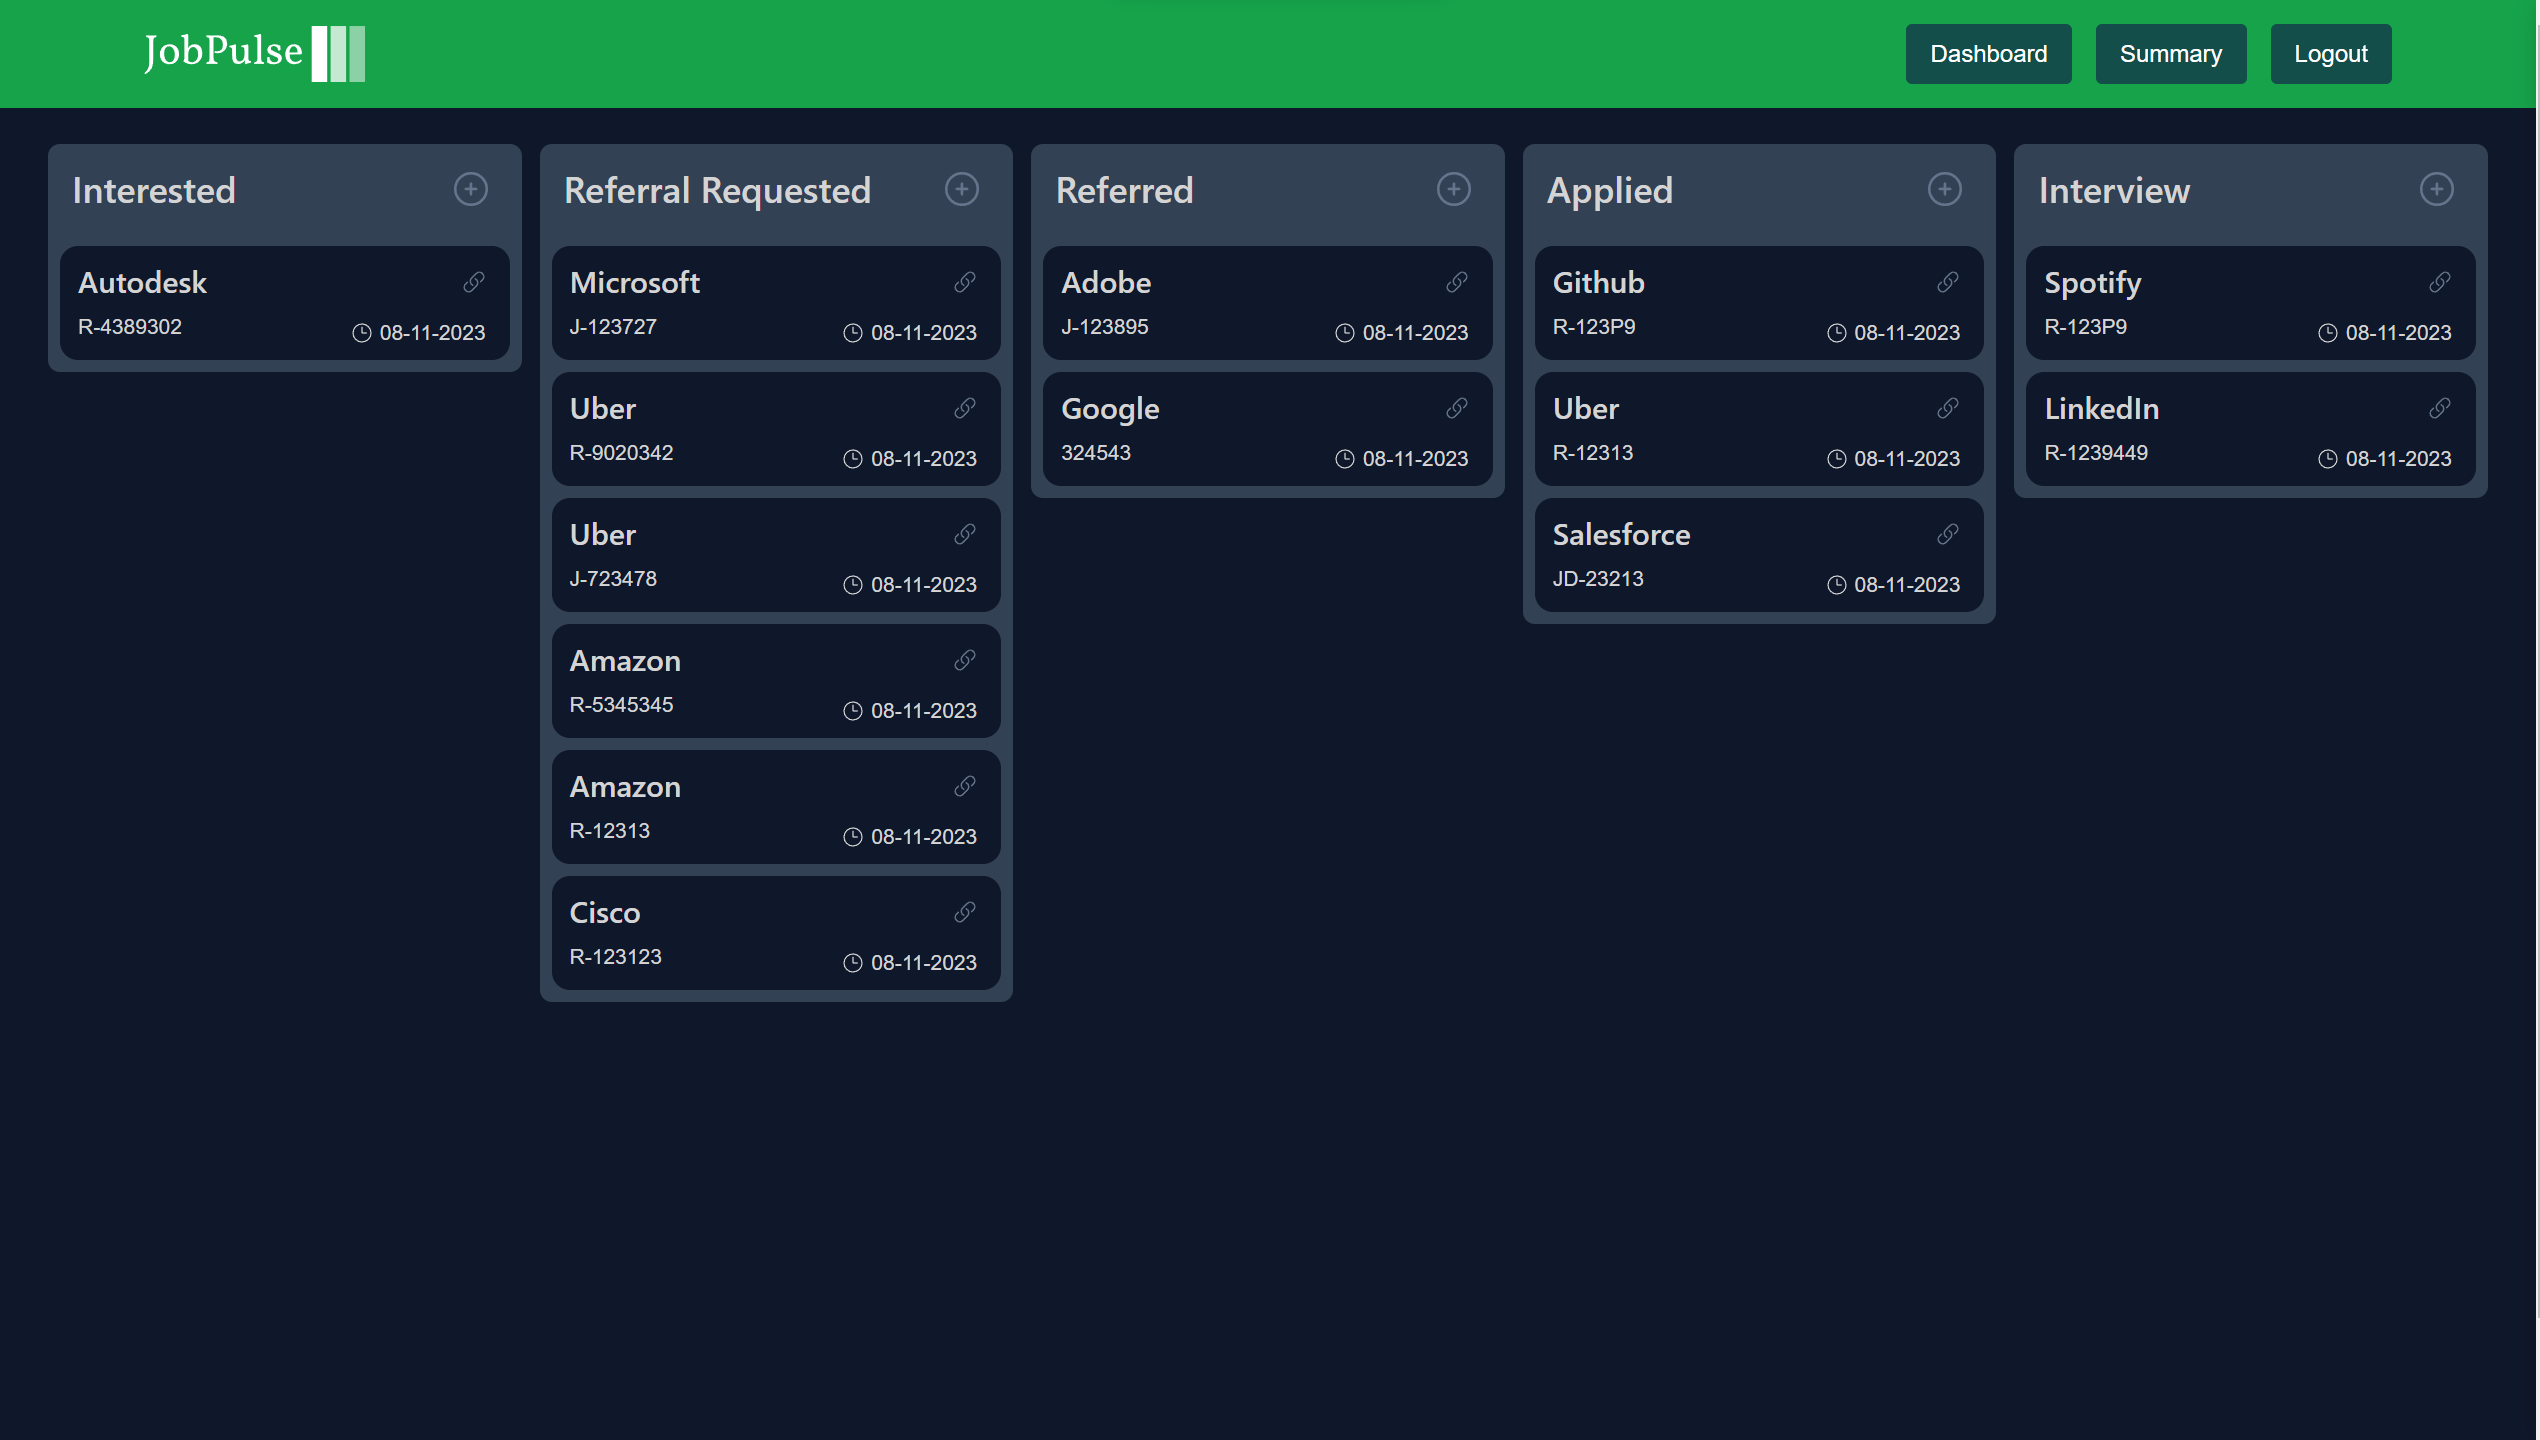 JobPulse
Dashboard
Summary
Logout
Interested
Autodesk
R-4389302
08-11-2023
Referral Requested
Microsoft
J-123727
08-11-2023
Uber
R-9020342
08-11-2023
Uber
J-723478
08-11-2023
Amazon
R-5345345
08-11-2023
Amazon
R-12313
08-11-2023
Cisco
R-123123
08-11-2023
Referred
Adobe
J-123895
08-11-2023
Google
324543
08-11-2023
Applied
Github
R-123P9
08-11-2023
Uber
R-12313
08-11-2023
Salesforce
JD-23213
08-11-2023
Interview
Spotify
R-123P9
08-11-2023
LinkedIn
R-1239449
08-11-2023